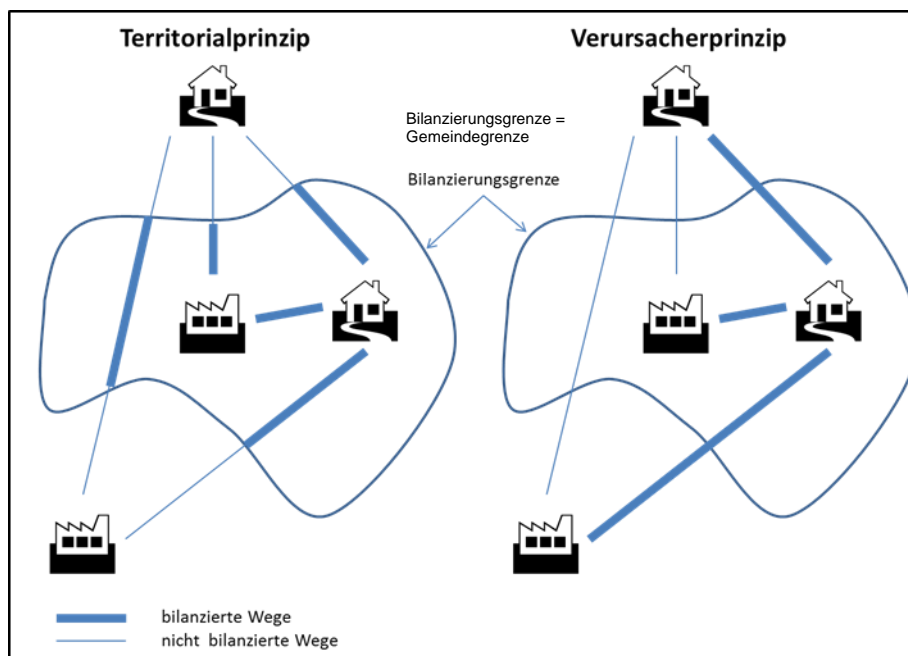 Territorialprinzip
Verursacherprinzip
Bilanzierungsgrenze =
Gemeindegrenze
Bilanzierungsgrenze
bilanzierte Wege
nicht bilanzierte Wege